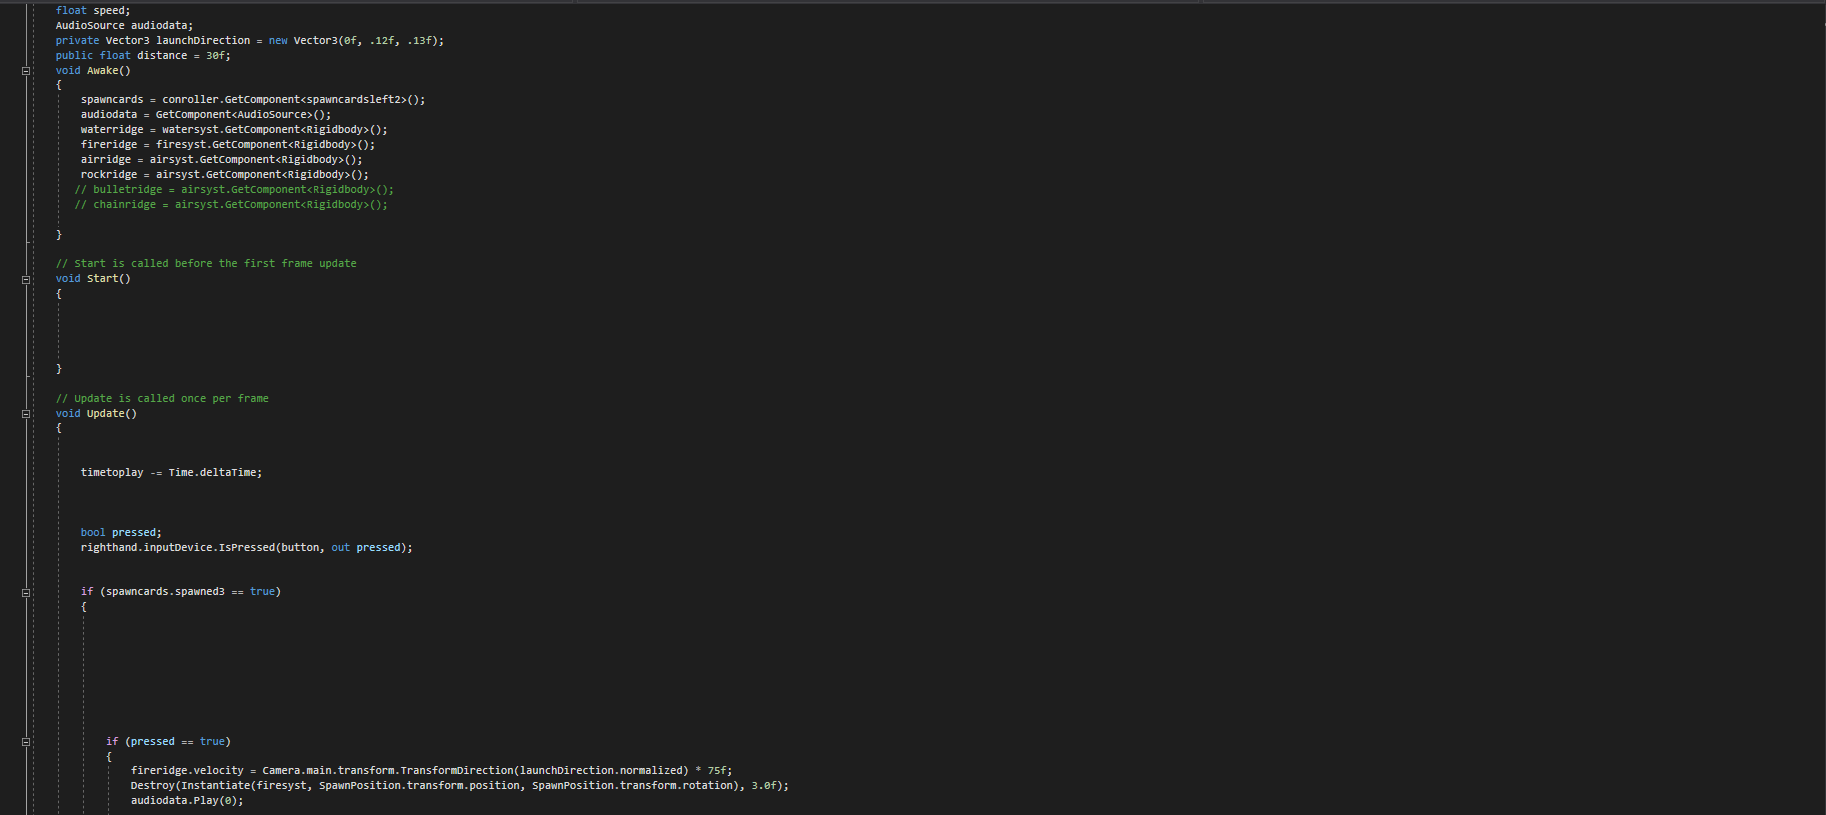 float speed;
AudioSource audiodata;
private Vector3 launchDirection = new Vector3(0f, .12f, .13f);
public float distance = 30f;
void Awake()
{
spawncards = conroller.GetComponent<spawncardsleft2>();
audiodata = GetComponent<AudioSource>();
waterridge = watersyst.GetComponent<Rigidbody>();
fireridge = firesyst.GetComponent<Rigidbody>();
airridge = airsyst.GetComponent<Rigidbody>();
rockridge = airsyst.GetComponent<Rigidbody>();
// bulletridge = airsyst.GetComponent<Rigidbody>();
// chainridge = airsyst.GetComponent<Rigidbody>();
}
// Start is called before the first frame update
void Start()
{
}
// Update is called once per frame
void Update()
{
timetoplay -= Time.deltaTime;
bool pressed;
righthand.inputDevice.IsPressed(button, out pressed);
if (spawncards.spawned3 == true)
{
if (pressed == true)
{
fireridge.velocity = Camera.main.transform.TransformDirection(launchDirection.normalized) * 75f;
Destroy(Instantiate(firesyst, SpawnPosition.transform.position, SpawnPosition.transform.rotation), 3.0f);
audiodata.Play(0);